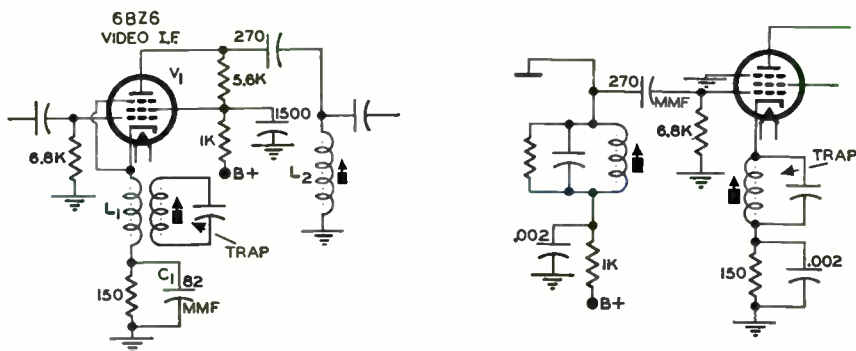 6BZ6
VIDEO I.F.
V1
270
5.6K
1500
1K
B+
6.8K
L1
L2
TRAP
C1 82
MMF
150
270
MMF
6.8K
TRAP
.002
1K
B+
150
.002